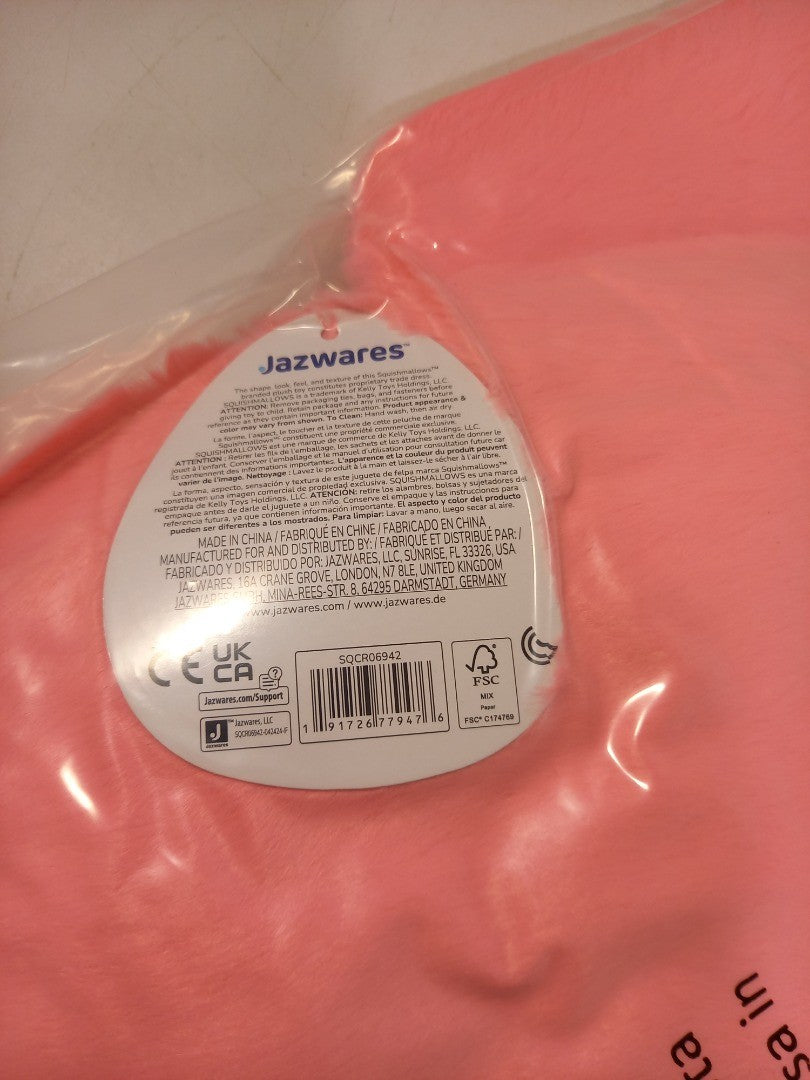 Jazwares™
The shape, look, feel, and texture of this Squishmallows™
branded plush toy constitutes proprietary trade dress.
SQUISHMALLOWS is a trademark of Kelly Toys Holdings, LLC.
ATTENTION: Remove packaging ties, bags, and fasteners before
giving toy to child. Retain package and any instructions for future
reference as they contain important information. Product appearance &
color may vary from shown. To Clean: Hand wash, then air dry.
La forme, l'aspect, le toucher et la texture de cette peluche de marque
Squishmallows™ constituent une propriété commerciale exclusive.
SQUISHMALLOWS est une marque de commerce de Kelly Toys Holdings, LLC.
ATTENTION : Retirer les fils de l'emballage, les sachets et les attaches avant de donner le
jouet à l'enfant. Conserver l'emballage et le manuel d'utilisation pour consultation future car
ils contiennent des informations importantes. L'apparence et la couleur du produit peuvent
varier de l'image. Nettoyage : Lavez le produit à la main et laissez-le sécher à l'air libre.
La forma, aspecto, sensación y textura de este juguete de felpa marca Squishmallows™
constituyen una imagen comercial de propiedad exclusiva. SQUISHMALLOWS es una marca
registrada de Kelly Toys Holdings, LLC. ATENCIÓN: retire los alambres, bolsas y sujetadores del
empaque antes de darle el juguete a un niño. Conserve el empaque y las instrucciones para
referencia futura, ya que contienen información importante. El aspecto y color del producto
pueden ser diferentes a los mostrados. Para limpiar: Lavar a mano, luego secar al aire.
MADE IN CHINA / FABRIQUÉ EN CHINE / FABRICADO EN CHINA
MANUFACTURED FOR AND DISTRIBUTED BY: / FABRIQUÉ ET DISTRIBUÉ PAR: /
FABRICADO Y DISTRIBUIDO POR: JAZWARES, LLC, SUNRISE, FL 33326, USA
JAZWARES, 16A CRANE GROVE, LONDON, N7 8LE, UNITED KINGDOM
JAZWARES GMBH, MINA-REES-STR. 8, 64295 DARMSTADT, GERMANY
www.jazwares.com / www.jazwares.de
CE UK
CA
Jazwares.com/Support
J ™ Jazwares, LLC
JAZWARES SQCR06942-042424-IF
SQCR06942
1 91726 77947 6
FSC
MIX
Paper
FSC® C174769
sa in
ta